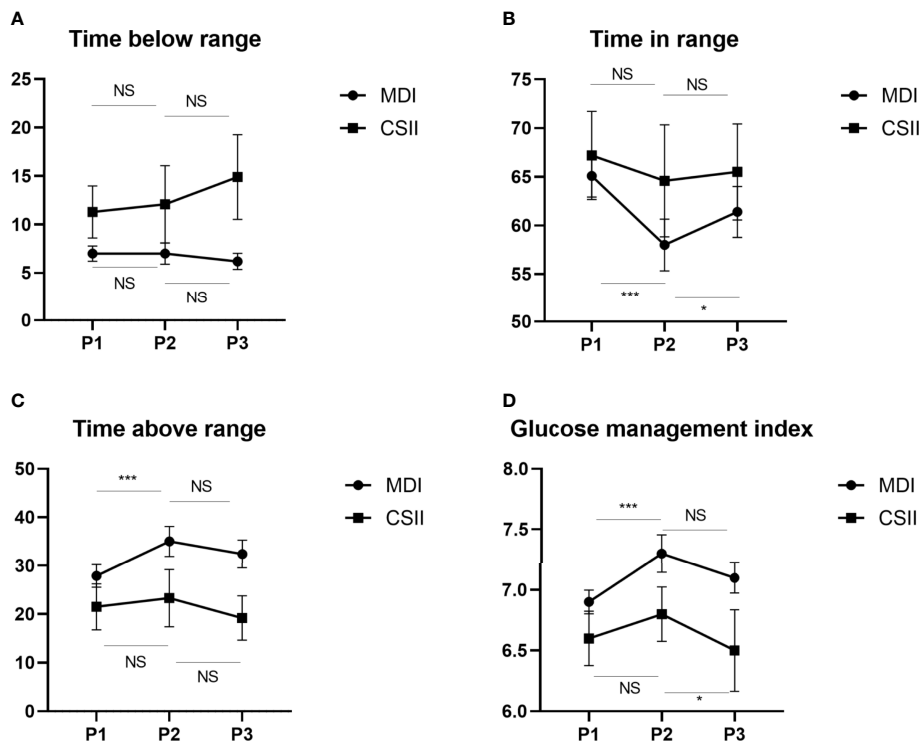 A
Time below range
25
20
15
10
5
0
NS
NS
NS
NS
P1 P2 P3
MDI
CSII
B
Time in range
75
70
65
60
55
50
NS
NS
***
*
P1 P2 P3
MDI
CSII
C
Time above range
50
40
30
20
10
0
***
NS
NS
NS
P1 P2 P3
MDI
CSII
D
Glucose management index
8.0
7.5
7.0
6.5
6.0
***
NS
NS
*
P1 P2 P3
MDI
CSII